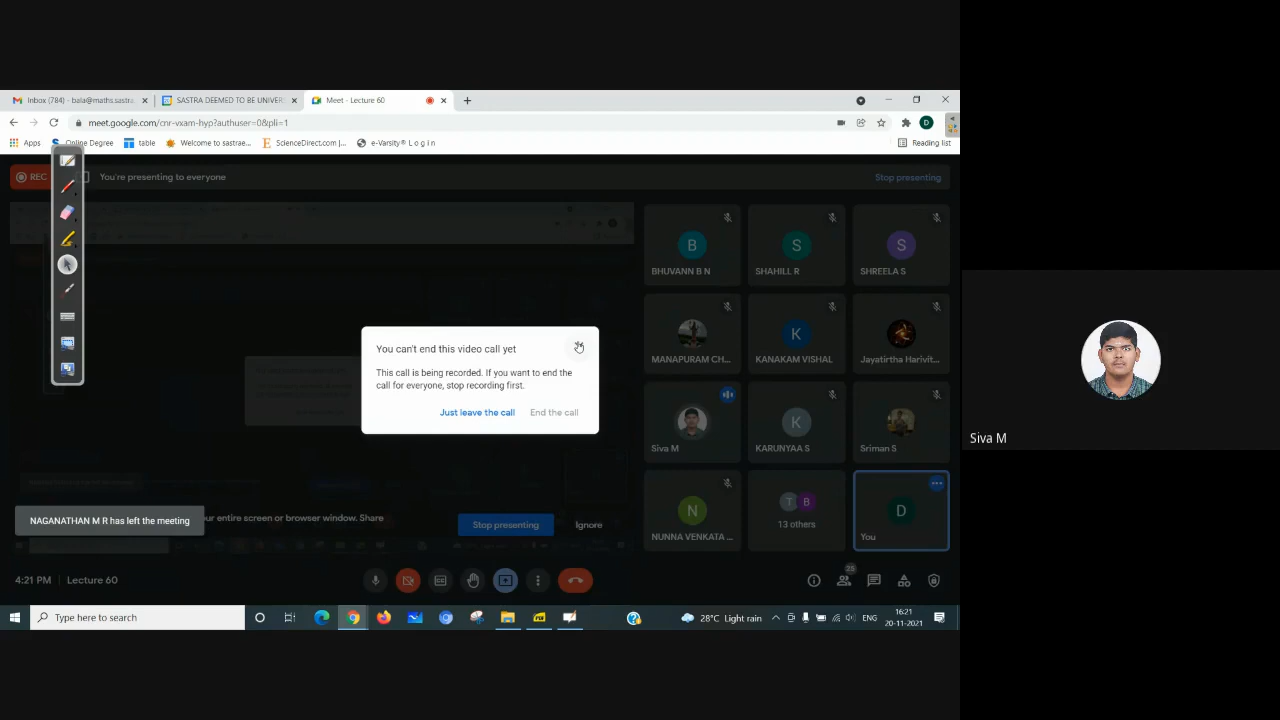 Inbox (784) - bala@maths.sastra.
SASTRA DEEMED TO BE UNIVER
Meet - Lecture 60
meet.google.com/cnr-vxam-hyp?authuser=0&pli=1
Apps
Online Degree
table
Welcome to sastrae...
ScienceDirect.com |...
e-Varsity® L o g i n
Reading list
REC
You're presenting to everyone
Stop presenting
B
BHUVANN B N
S
SHAHILL R
S
SHREELA S
MANAPURAM CH...
K
KANAKAM VISHAL
Jayatirtha Harivit...
You can't end this video call yet
This call is being recorded. If you want to end the
call for everyone, stop recording first.
Just leave the call
End the call
Siva M
K
KARUNYAA S
Sriman S
N
NUNNA VENKATA ...
T B
13 others
D
You
NAGANATHAN M R has left the meeting
your entire screen or browser window. Share
Stop presenting
Ignore
4:21 PM | Lecture 60
35
Type here to search
28°C Light rain
ENG
16:21
20-11-2021
Siva M